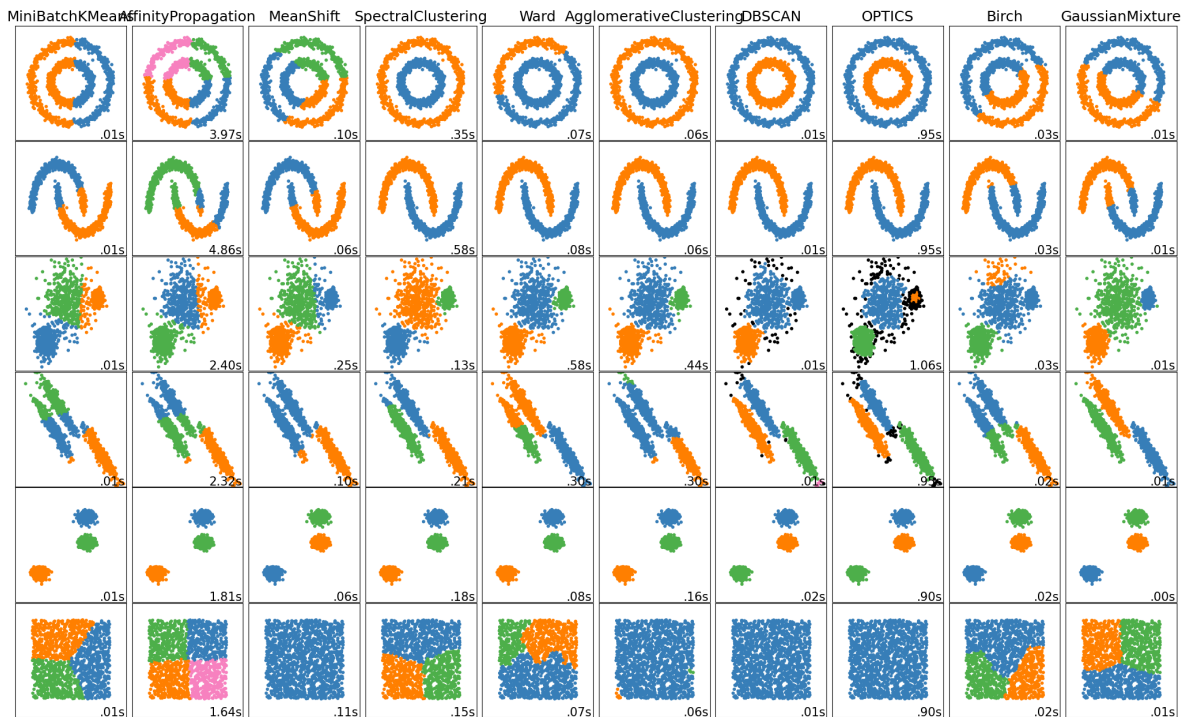 MiniBatchKMeans AffinityPropagation MeanShift SpectralClustering Ward AgglomerativeClustering DBSCAN OPTICS Birch GaussianMixture
.01s 3.97s .10s .35s .07s .06s .01s .95s .03s .01s
.01s 4.86s .06s .58s .08s .06s .01s .95s .03s .01s
.01s 2.40s .25s .13s .58s .44s .01s 1.06s .03s .01s
.01s 2.32s .10s .21s .30s .30s .01s .95s .02s .01s
.01s 1.81s .06s .18s .08s .16s .02s .90s .02s .00s
.01s 1.64s .11s .15s .07s .06s .01s .90s .02s .01s